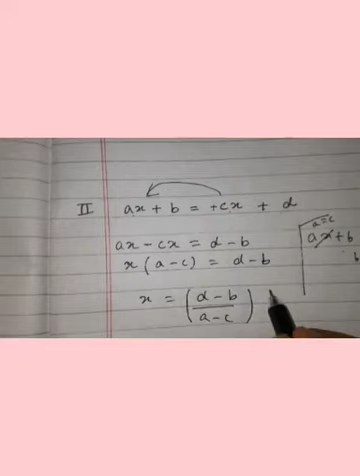 II ax + b = +cx + d
ax - cx = d - b
x (a - c) = d - b
x = ( d - b / a - c )
a = c
ax + b
b